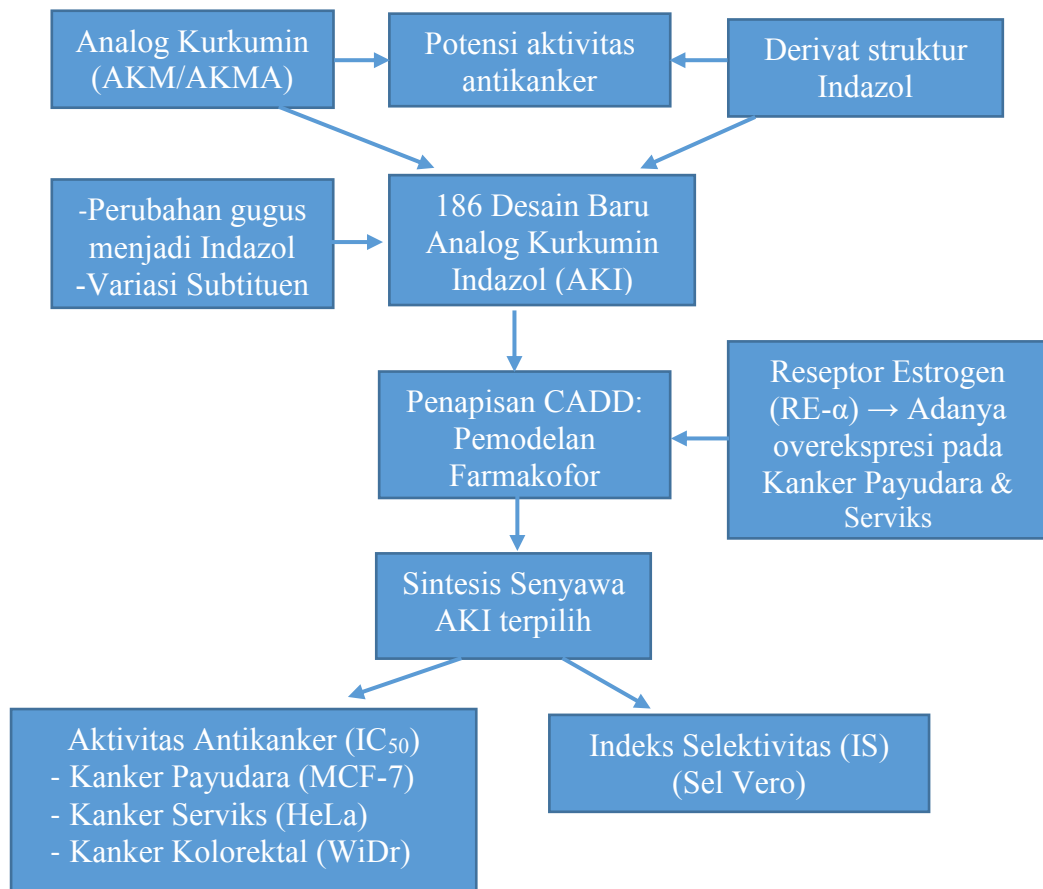 Analog Kurkumin
(AKM/AKMA)
Potensi aktivitas
antikanker
Derivat struktur
Indazol
-Perubahan gugus
menjadi Indazol
-Variasi Subtituen
186 Desain Baru
Analog Kurkumin
Indazol (AKI)
Penapisan CADD:
Pemodelan
Farmakofor
Reseptor Estrogen
(RE-α) → Adanya
overekspresi pada
Kanker Payudara &
Serviks
Sintesis Senyawa
AKI terpilih
Aktivitas Antikanker (IC₅₀)
- Kanker Payudara (MCF-7)
- Kanker Serviks (HeLa)
- Kanker Kolorektal (WiDr)
Indeks Selektivitas (IS)
(Sel Vero)